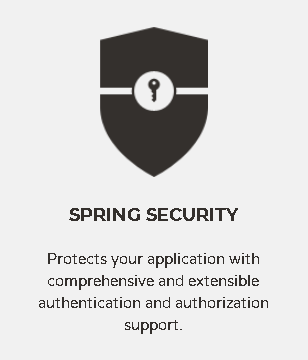 SPRING SECURITY
Protects your application with
comprehensive and extensible
authentication and authorization
support.